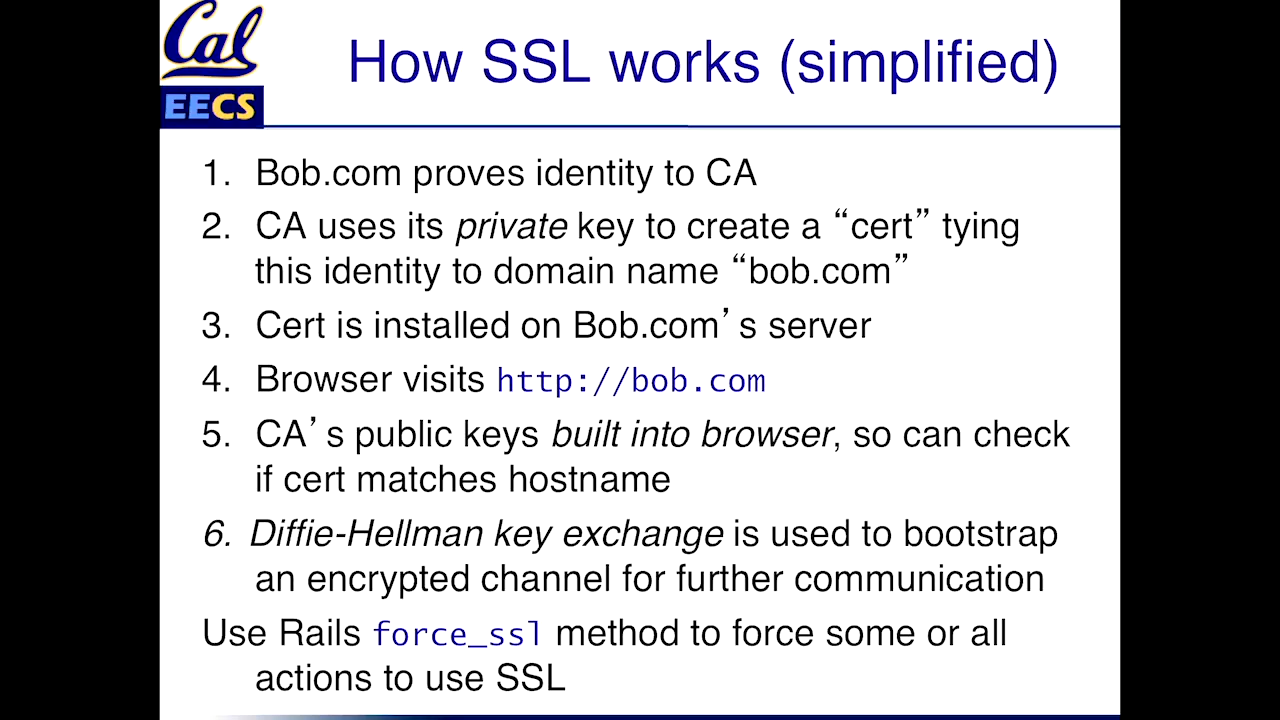 Cal
EECS
How SSL works (simplified)
1. Bob.com proves identity to CA
2. CA uses its private key to create a “cert” tying
this identity to domain name “bob.com”
3. Cert is installed on Bob.com’s server
4. Browser visits http://bob.com
5. CA’s public keys built into browser, so can check
if cert matches hostname
6. Diffie-Hellman key exchange is used to bootstrap
an encrypted channel for further communication
Use Rails force_ssl method to force some or all
actions to use SSL